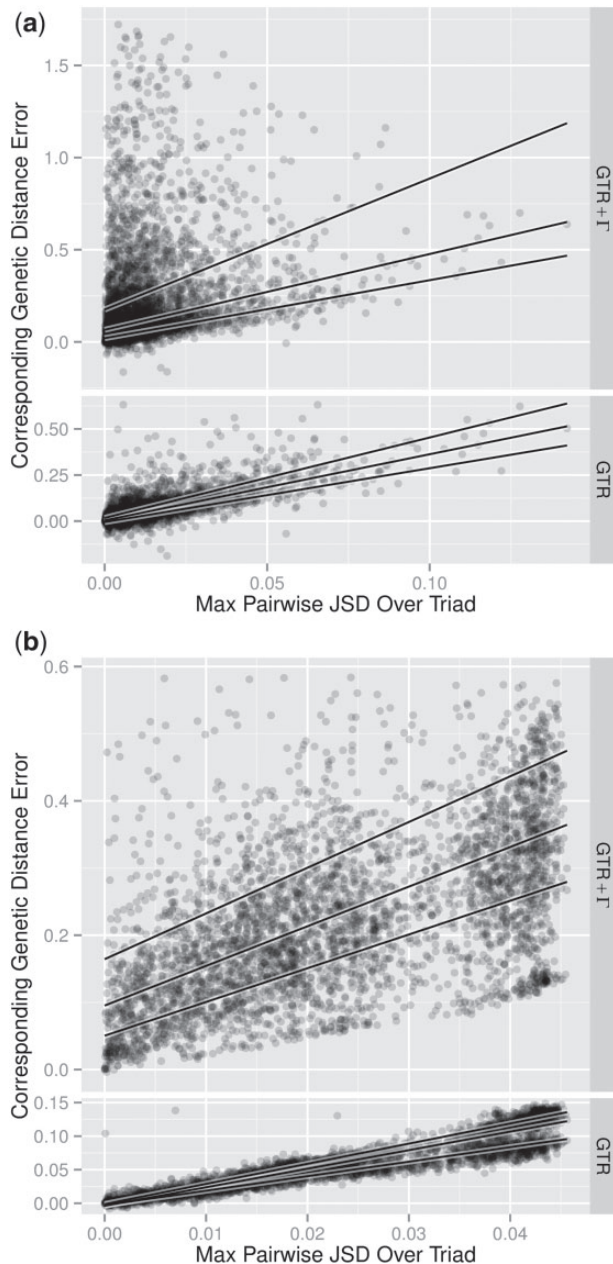 (a)
1.5
1.0
0.5
0.0
GTR+Γ
0.50
0.25
0.00
GTR
Corresponding Genetic Distance Error
0.00 0.05 0.10
Max Pairwise JSD Over Triad
(b)
0.6
0.4
0.2
0.0
GTR+Γ
0.15
0.10
0.05
0.00
GTR
Corresponding Genetic Distance Error
0.00 0.01 0.02 0.03 0.04
Max Pairwise JSD Over Triad